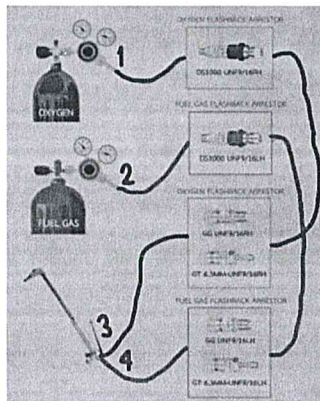 OXYGEN FLASHBACK ARRESTOR
1
DS1000 UNF9/16RH
OXYGEN
FUEL GAS FLASHBACK ARRESTOR
2
DS1000 UNF9/16LH
FUEL GAS
OXYGEN FLASHBACK ARRESTOR
GG UNF9/16RH
GT 6.3MM-UNF9/16RH
3
4
FUEL GAS FLASHBACK ARRESTOR
GG UNF9/16LH
GT 6.3MM-UNF9/16LH